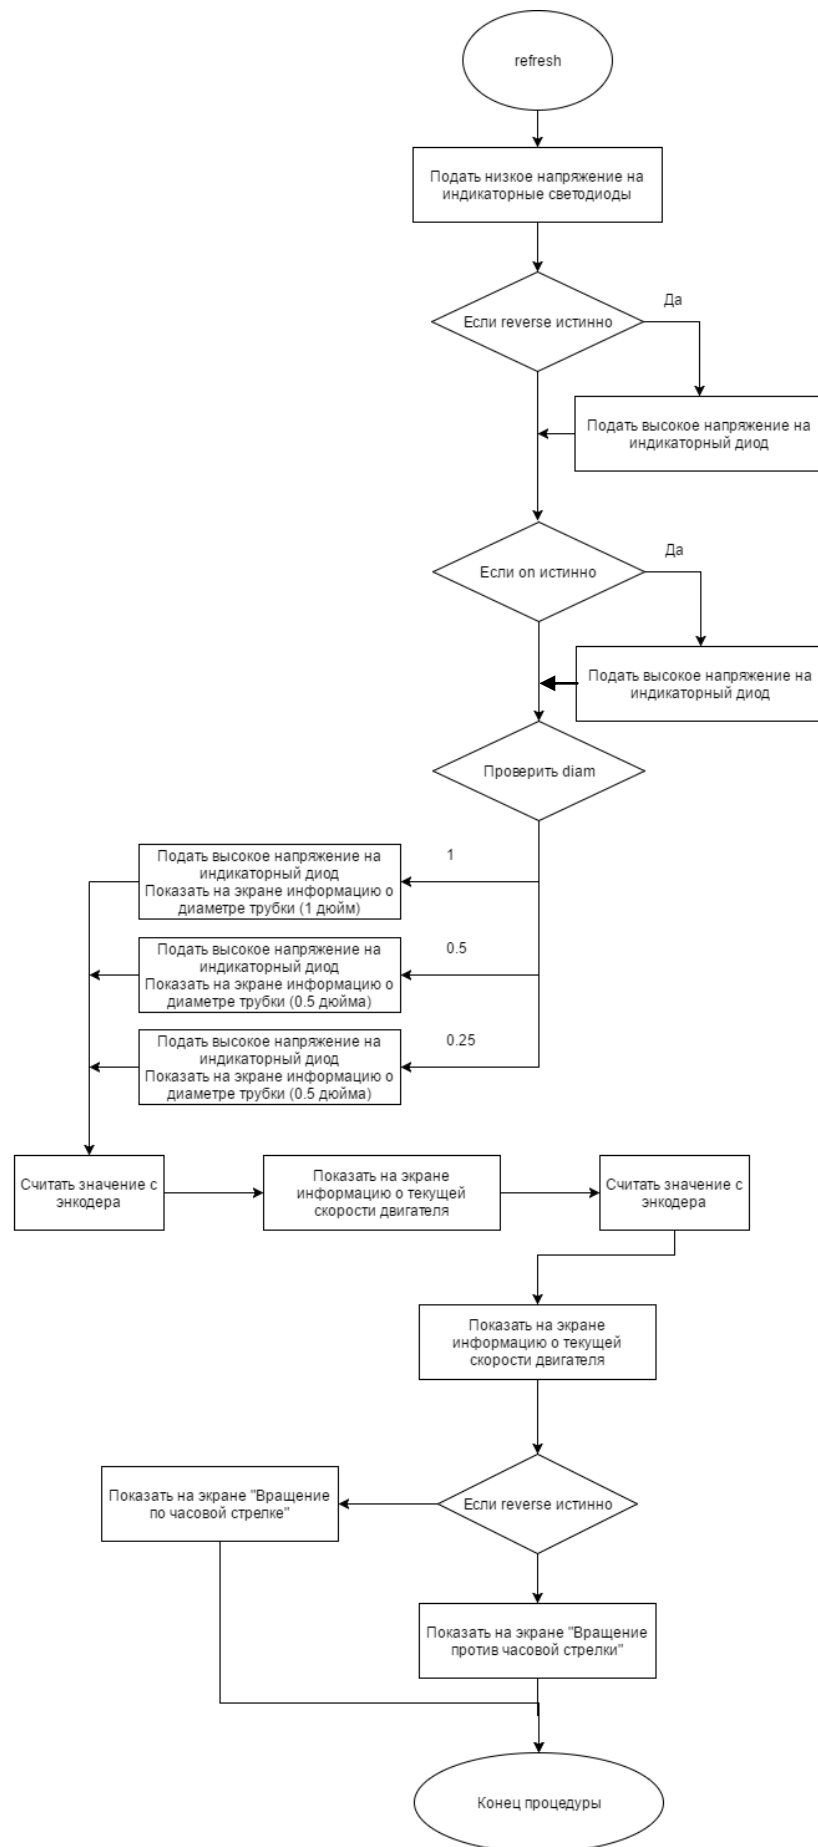 refresh
Подать низкое напряжение на
индикаторные светодиоды
Да
Если reverse истинно
Подать высокое напряжение на
индикаторный диод
Да
Если on истинно
Подать высокое напряжение на
индикаторный диод
Проверить diam
1
Подать высокое напряжение на
индикаторный диод
Показать на экране информацию о
диаметре трубки (1 дюйм)
0.5
Подать высокое напряжение на
индикаторный диод
Показать на экране информацию о
диаметре трубки (0.5 дюйма)
0.25
Подать высокое напряжение на
индикаторный диод
Показать на экране информацию о
диаметре трубки (0.5 дюйма)
Считать значение с
энкодера
Показать на экране
информацию о текущей
скорости двигателя
Считать значение с
энкодера
Показать на экране
информацию о текущей
скорости двигателя
Если reverse истинно
Показать на экране "Вращение
по часовой стрелке"
Показать на экране "Вращение
против часовой стрелки"
Конец процедуры